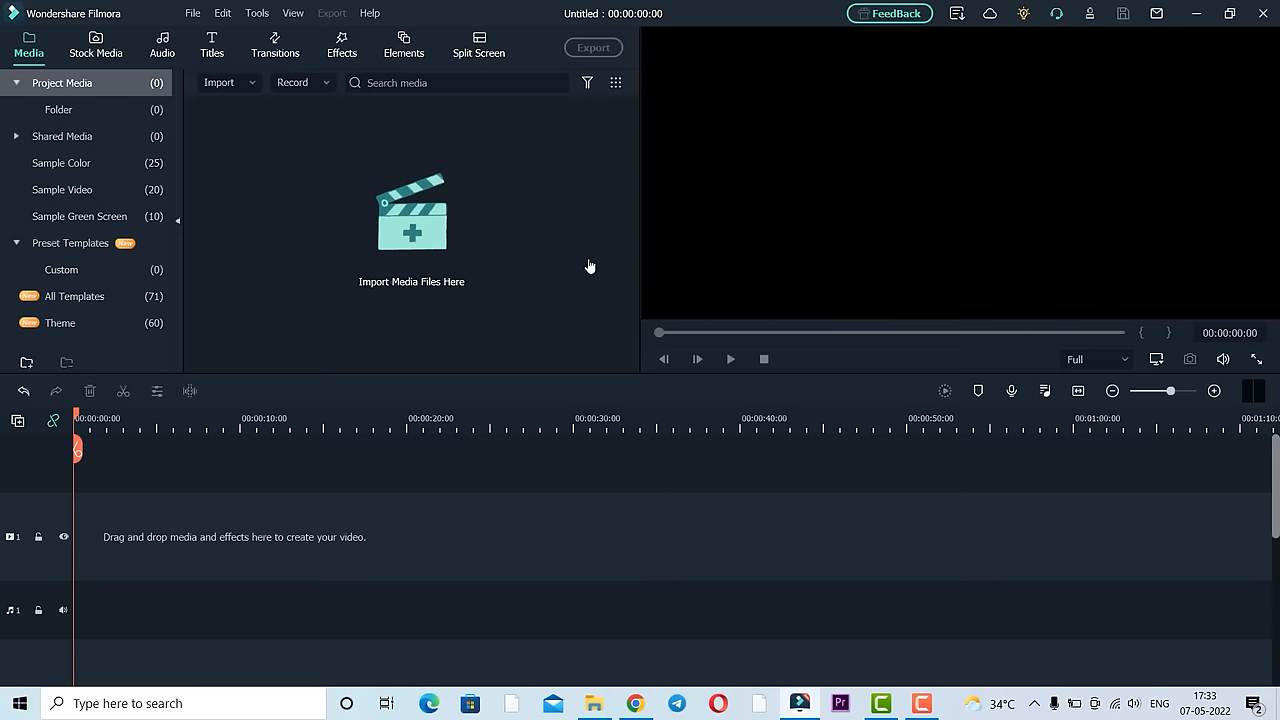 Wondershare Filmora File Edit Tools View Export Help Untitled : 00:00:00:00 FeedBack
Media Stock Media Audio Titles Transitions Effects Elements Split Screen Export
Project Media (0) Import Record Search media
Folder (0)
Shared Media (0)
Sample Color (25)
Sample Video (20)
Sample Green Screen (10)
Preset Templates New
Custom (0)
Import Media Files Here
New All Templates (71)
New Theme (60)
{ } 00:00:00:00
Full
00:00:00:00 00:00:10:00 00:00:20:00 00:00:30:00 00:00:40:00 00:00:50:00 00:01:00:00 00:01:10:0
1 Drag and drop media and effects here to create your video.
1
Type here to search Pr 34°C ENG 17:33
07-05-2022 2